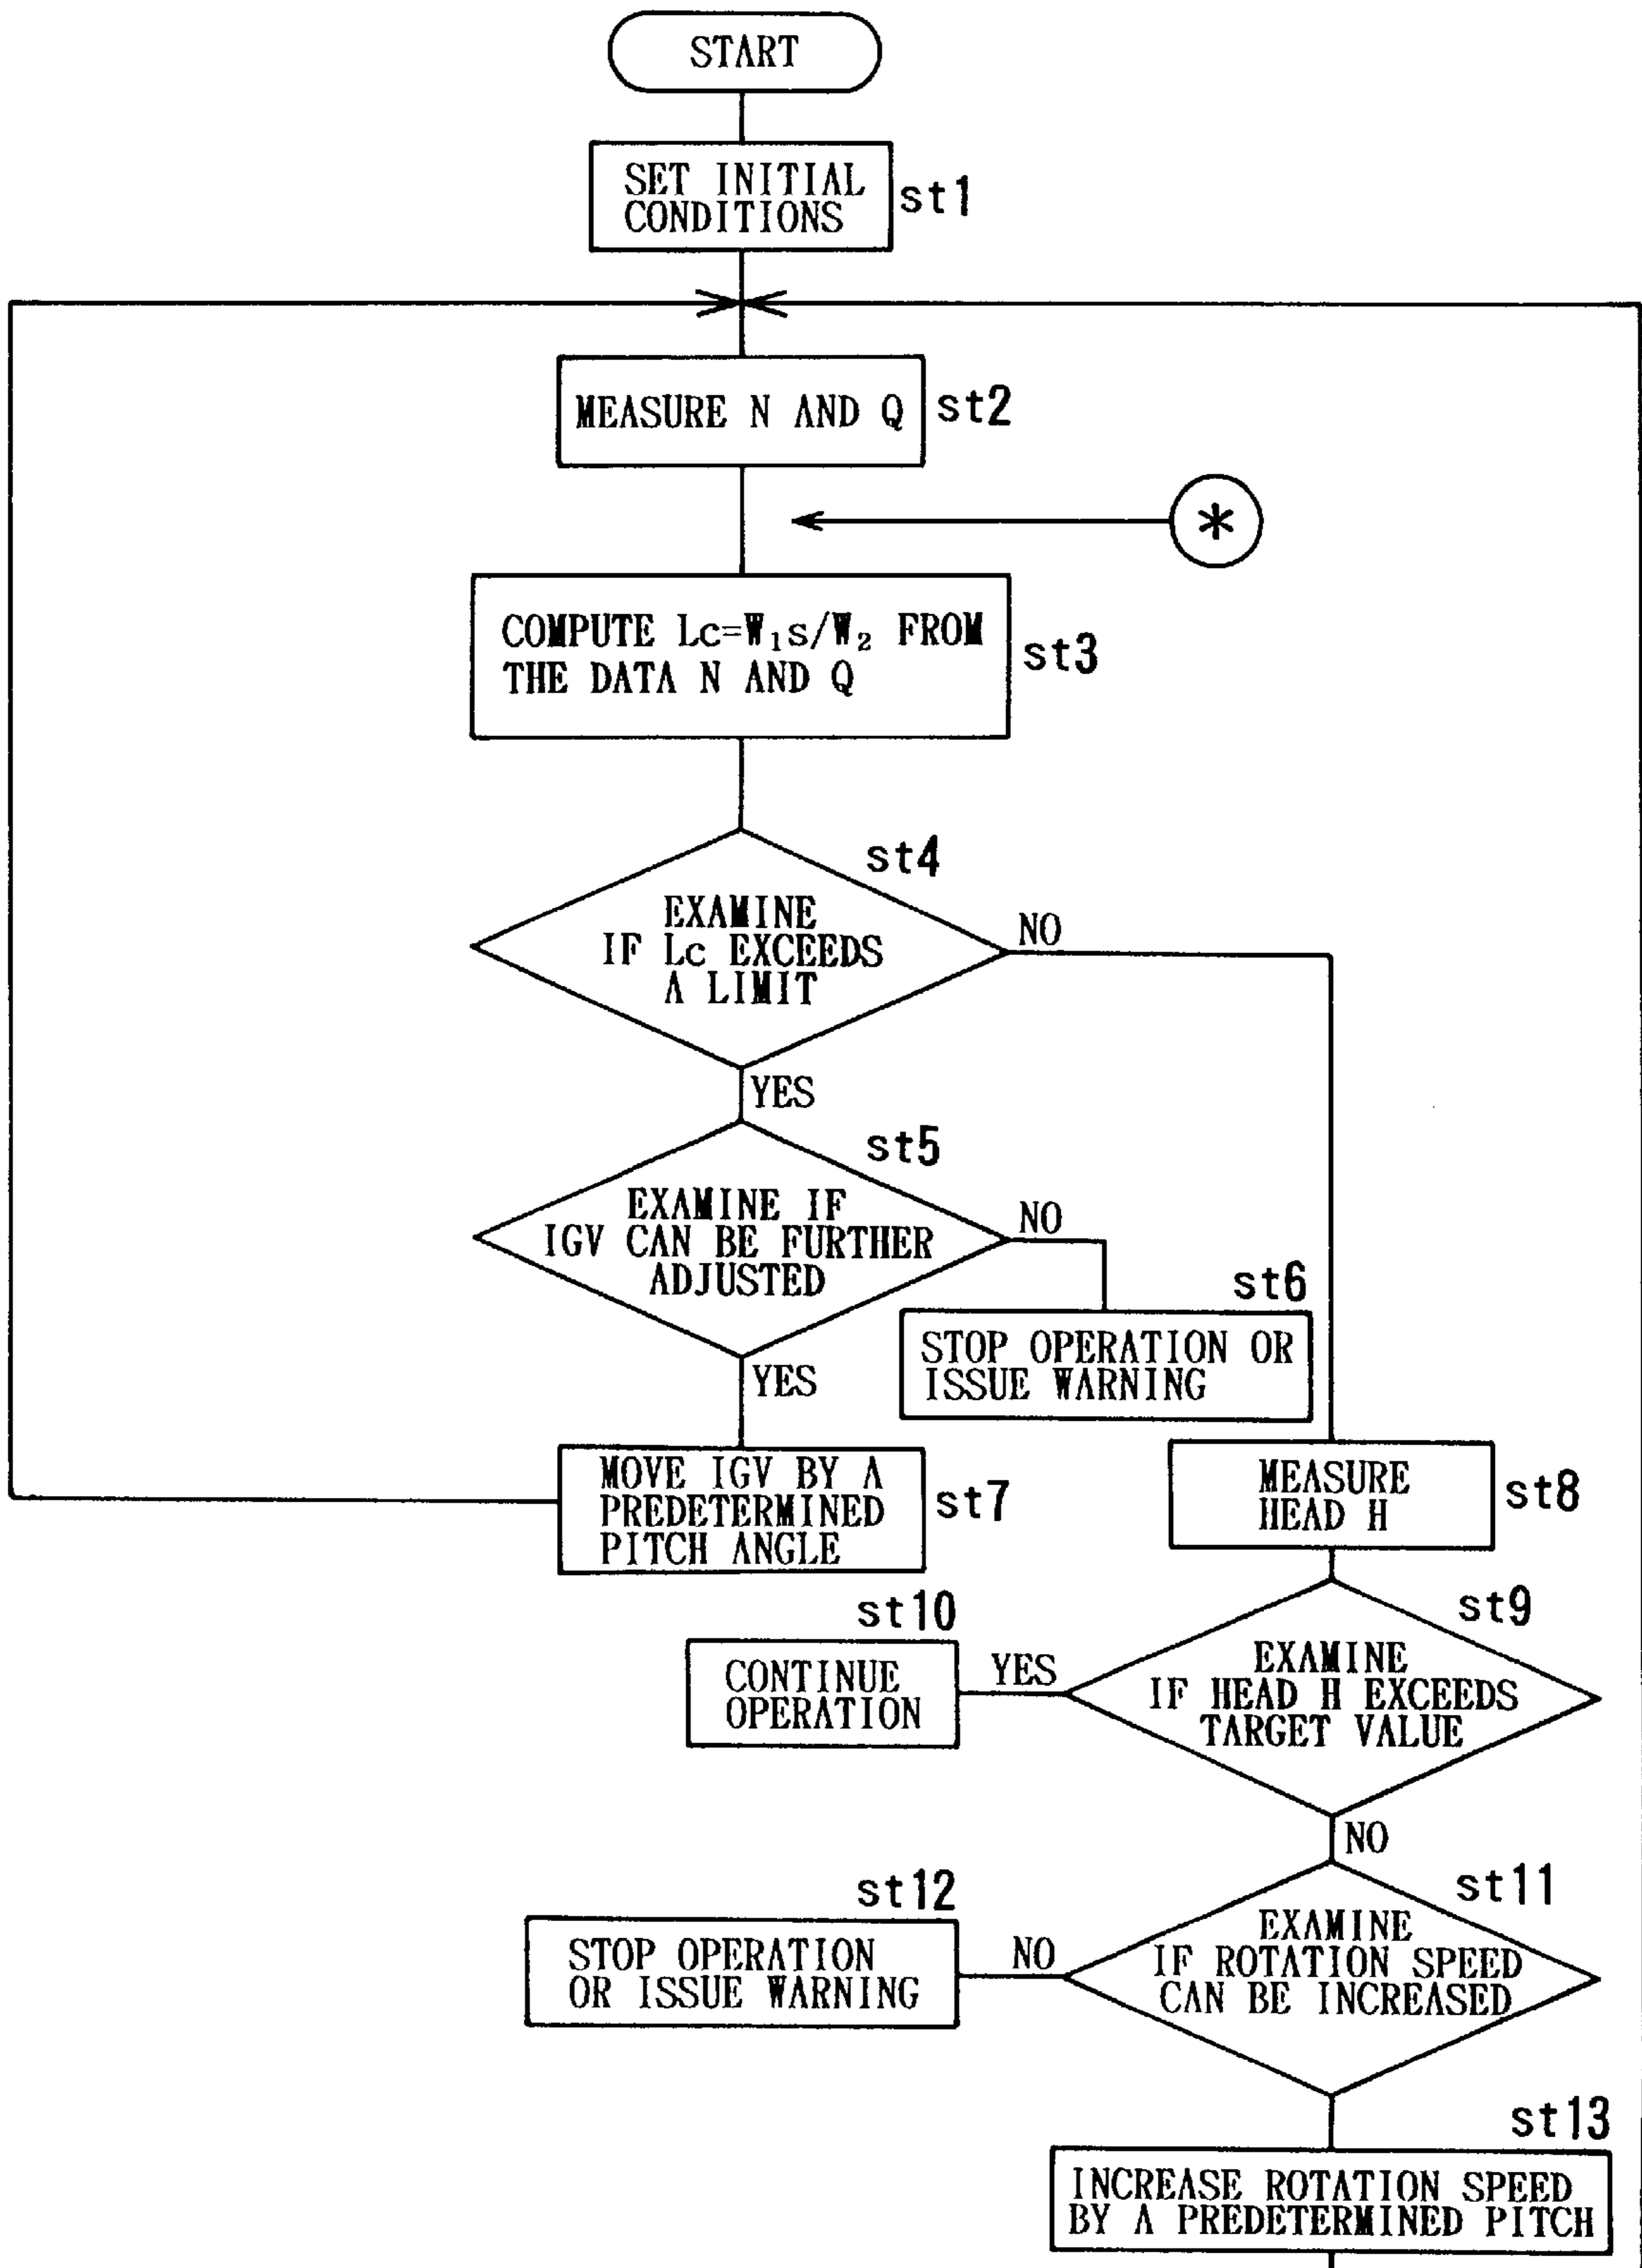 START
SET INITIAL
CONDITIONS
st1
MEASURE N AND Q
st2
*
COMPUTE Lc=W₁s/W₂ FROM
THE DATA N AND Q
st3
st4
EXAMINE
IF Lc EXCEEDS
A LIMIT
NO
YES
st5
EXAMINE IF
IGV CAN BE FURTHER
ADJUSTED
NO
st6
STOP OPERATION OR
ISSUE WARNING
YES
MOVE IGV BY A
PREDETERMINED
PITCH ANGLE
st7
MEASURE
HEAD H
st8
st9
EXAMINE
IF HEAD H EXCEEDS
TARGET VALUE
YES
st10
CONTINUE
OPERATION
NO
st11
EXAMINE
IF ROTATION SPEED
CAN BE INCREASED
NO
st12
STOP OPERATION
OR ISSUE WARNING
st13
INCREASE ROTATION SPEED
BY A PREDETERMINED PITCH